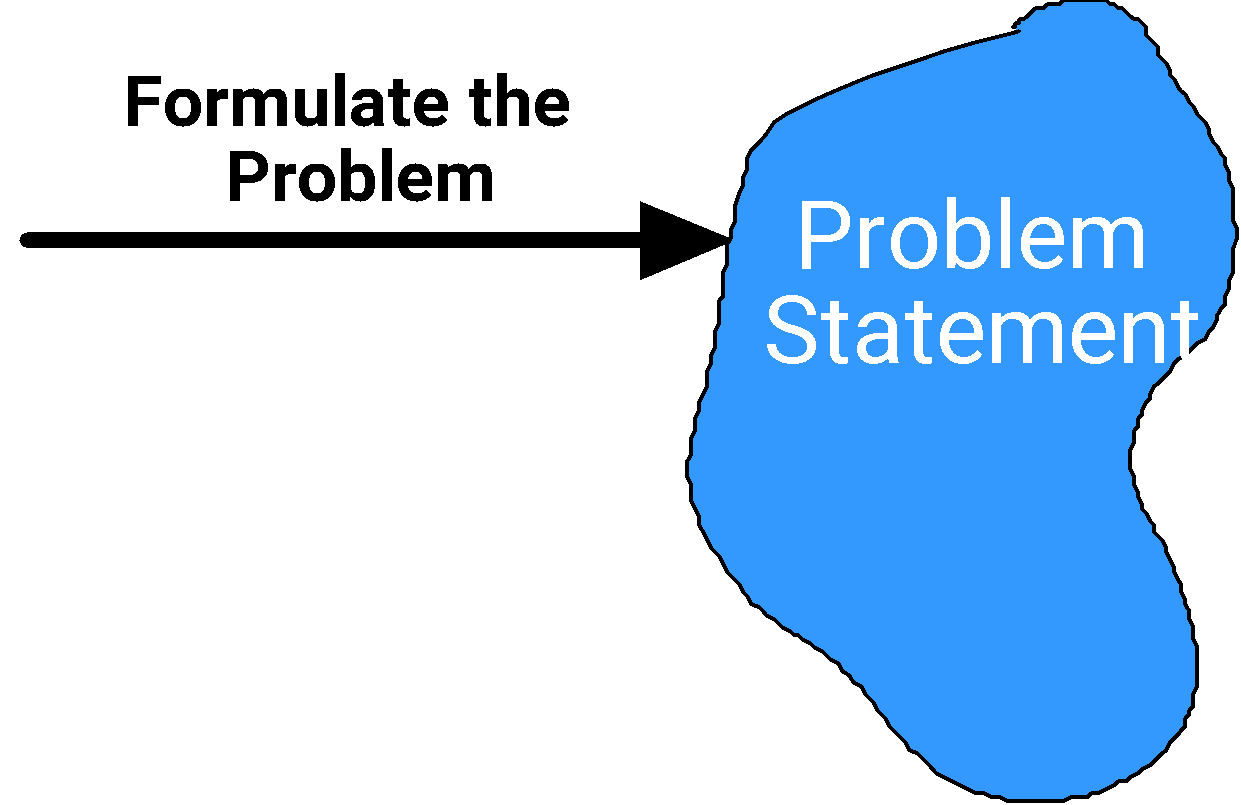 Formulate the
Problem
Problem
Statement